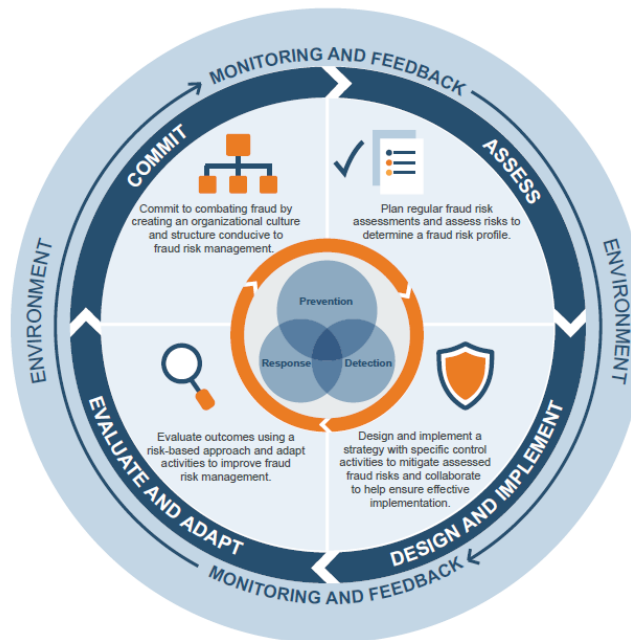 MONITORING AND FEEDBACK
COMMIT
ASSESS
Commit to combating fraud by
creating an organizational culture
and structure conducive to
fraud risk management.
Plan regular fraud risk
assessments and assess risks to
determine a fraud risk profile.
ENVIRONMENT
ENVIRONMENT
Prevention
Response
Detection
Evaluate outcomes using a
risk-based approach and adapt
activities to improve fraud
risk management.
Design and implement a
strategy with specific control
activities to mitigate assessed
fraud risks and collaborate
to help ensure effective
implementation.
EVALUATE AND ADAPT
DESIGN AND IMPLEMENT
MONITORING AND FEEDBACK